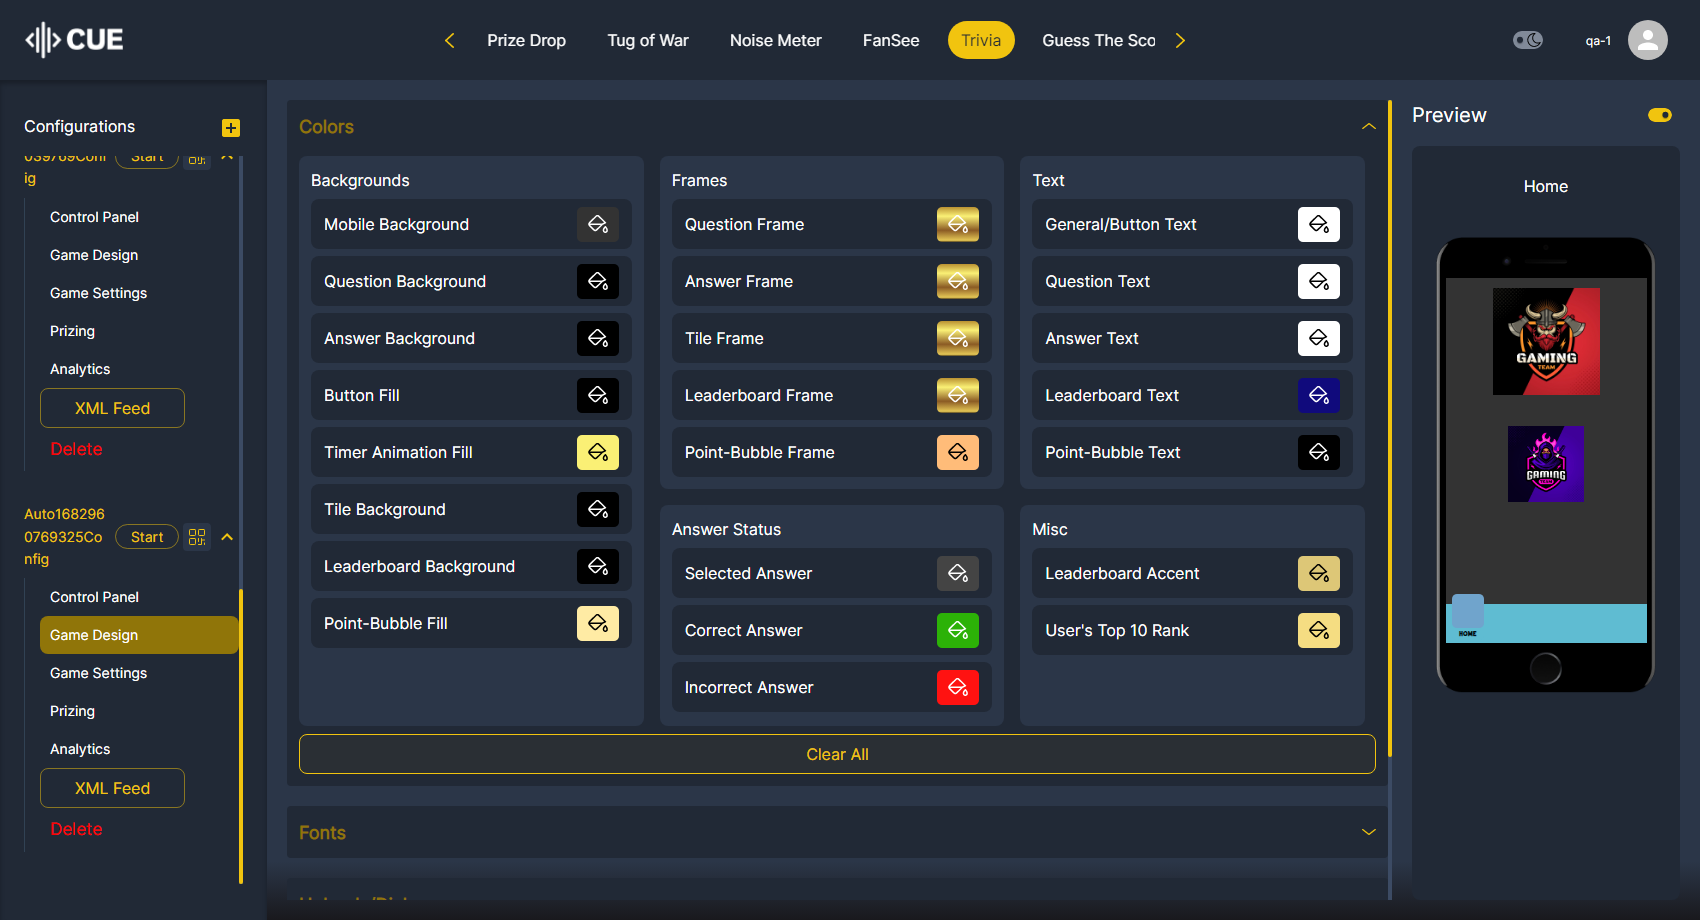 CUE
Prize Drop
Tug of War
Noise Meter
FanSee
Trivia
Guess The Sco
qa-1
Configurations
039769Conf
ig
Start
Control Panel
Game Design
Game Settings
Prizing
Analytics
XML Feed
Delete
Auto168296
0769325Co
nfig
Start
Control Panel
Game Design
Game Settings
Prizing
Analytics
XML Feed
Delete
Colors
Backgrounds
Mobile Background
Question Background
Answer Background
Button Fill
Timer Animation Fill
Tile Background
Leaderboard Background
Point-Bubble Fill
Frames
Question Frame
Answer Frame
Tile Frame
Leaderboard Frame
Point-Bubble Frame
Text
General/Button Text
Question Text
Answer Text
Leaderboard Text
Point-Bubble Text
Answer Status
Selected Answer
Correct Answer
Incorrect Answer
Misc
Leaderboard Accent
User's Top 10 Rank
Clear All
Fonts
Preview
Home
GAMING
TEAM
GAMING
TEAM
HOME